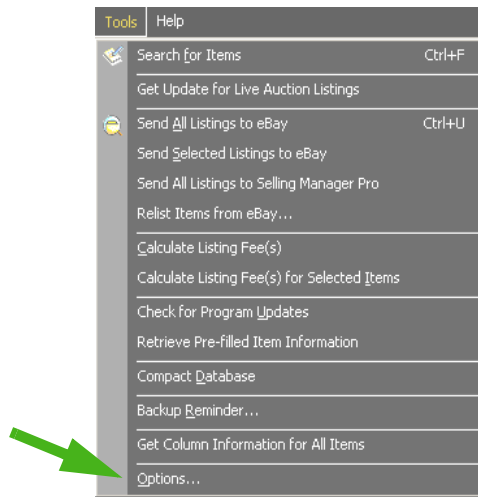 Tools Help
Search for Items Ctrl+F
Get Update for Live Auction Listings
Send All Listings to eBay Ctrl+U
Send Selected Listings to eBay
Send All Listings to Selling Manager Pro
Relist Items from eBay...
Calculate Listing Fee(s)
Calculate Listing Fee(s) for Selected Items
Check for Program Updates
Retrieve Pre-filled Item Information
Compact Database
Backup Reminder...
Get Column Information for All Items
Options...